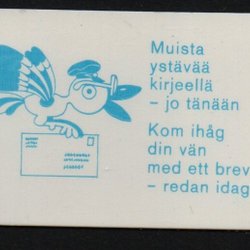 Muista
ystävää
kirjeellä
– jo tänään
Kom ihåg
din vän
med ett brev
– redan idag